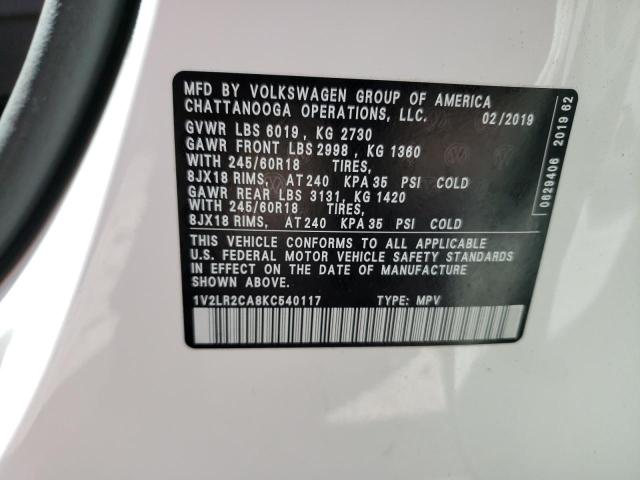 MFD BY VOLKSWAGEN GROUP OF AMERICA
CHATTANOOGA OPERATIONS, LLC. 02/2019
GVWR LBS 6019 , KG 2730
GAWR FRONT LBS 2998 , KG 1360
WITH 245/60R18 TIRES,
8JX18 RIMS, AT 240 KPA 35 PSI COLD
GAWR REAR LBS 3131, KG 1420
WITH 245/60R18 TIRES,
8JX18 RIMS, AT 240 KPA 35 PSI COLD
THIS VEHICLE CONFORMS TO ALL APPLICABLE
U.S. FEDERAL MOTOR VEHICLE SAFETY STANDARDS
IN EFFECT ON THE DATE OF MANUFACTURE
SHOWN ABOVE.
1V2LR2CA8KC540117 TYPE: MPV
0629406 2019 62